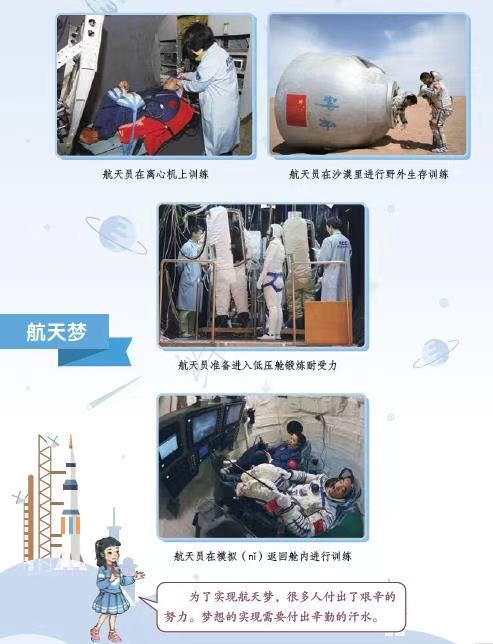 航天员在离心机上训练
航天员在沙漠里进行野外生存训练
航天员准备进入低压舱锻炼耐受力
航天梦
航天员在模拟（nǐ）返回舱内进行训练
为了实现航天梦，很多人付出了艰辛的
努力。梦想的实现需要付出辛勤的汗水。